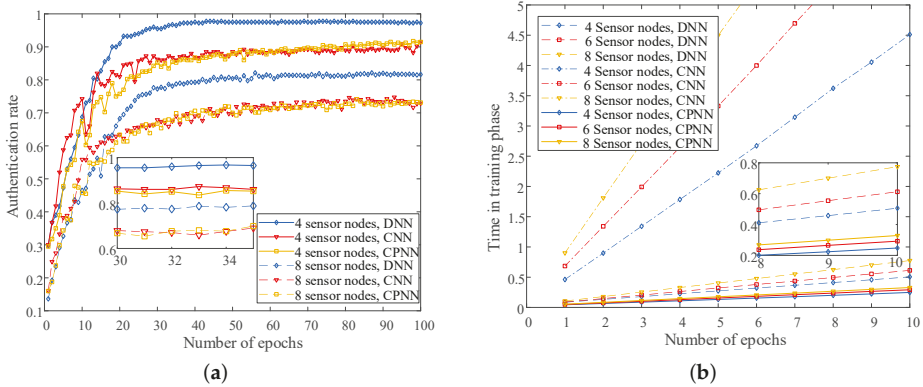 1
0.9
0.8
0.7
0.6
0.5
0.4
0.3
0.2
0.1
Authentication rate
1
0.8
0.6
30 32 34
4 sensor nodes, DNN
4 sensor nodes, CNN
4 sensor nodes, CPNN
8 sensor nodes, DNN
8 sensor nodes, CNN
8 sensor nodes, CPNN
0 10 20 30 40 50 60 70 80 90 100
Number of epochs
(a)
5
4.5
4
3.5
3
2.5
2
1.5
1
0.5
0
Time in training phase
4 Sensor nodes, DNN
6 Sensor nodes, DNN
8 Sensor nodes, DNN
4 Sensor nodes, CNN
6 Sensor nodes, CNN
8 Sensor nodes, CNN
4 Sensor nodes, CPNN
6 Sensor nodes, CPNN
8 Sensor nodes, CPNN
0.8
0.6
0.4
0.2
8 9 10
0 1 2 3 4 5 6 7 8 9 10
Number of epochs
(b)